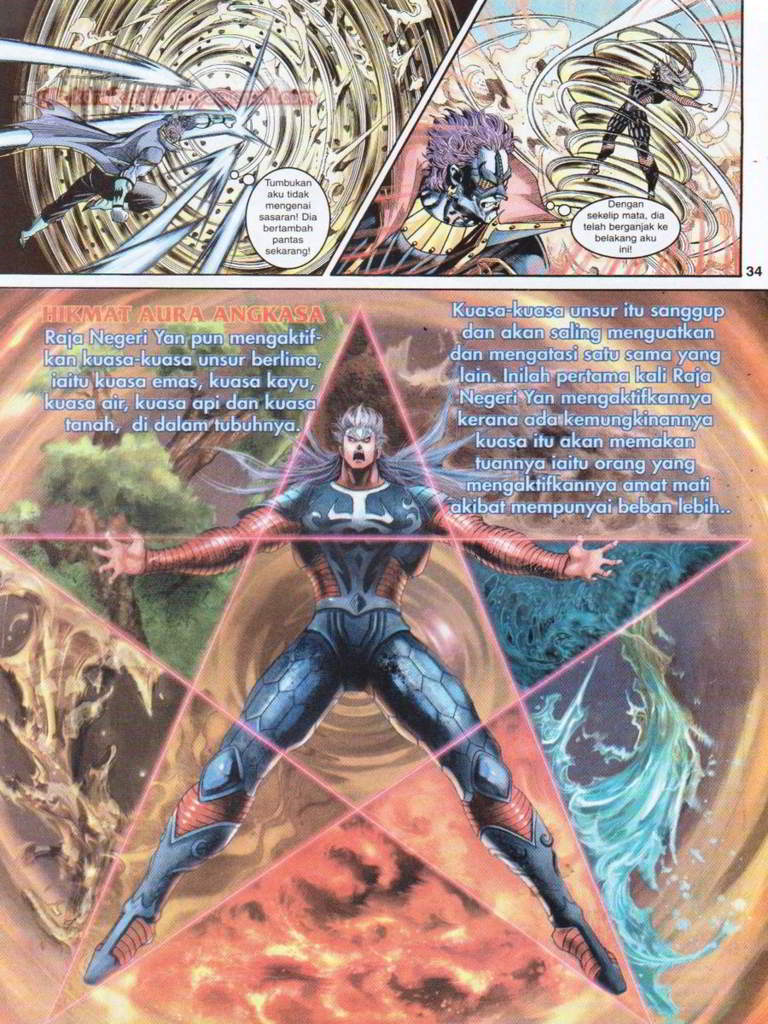 Tumbukan
aku tidak
mengenai
sasaran! Dia
bertambah
pantas
sekarang!
Dengan
sekelip mata, dia
telah berganjak ke
belakang aku
ini!
34
HIKMAT AURA ANGKASA
Raja Negeri Yan pun mengaktif-
kan kuasa-kuasa unsur berlima,
iaitu kuasa emas, kuasa kayu,
kuasa air, kuasa api dan kuasa
tanah, di dalam tubuhnya.
Kuasa-kuasa unsur itu sanggup
dan akan saling menguatkan
dan mengatasi satu sama yang
lain. Inilah pertama kali Raja
Negeri Yan mengaktifkannya
kerana ada kemungkinannya
kuasa itu akan memakan
tuannya iaitu orang yang
mengaktifkannya amat mati
akibat mempunyai beban lebih..